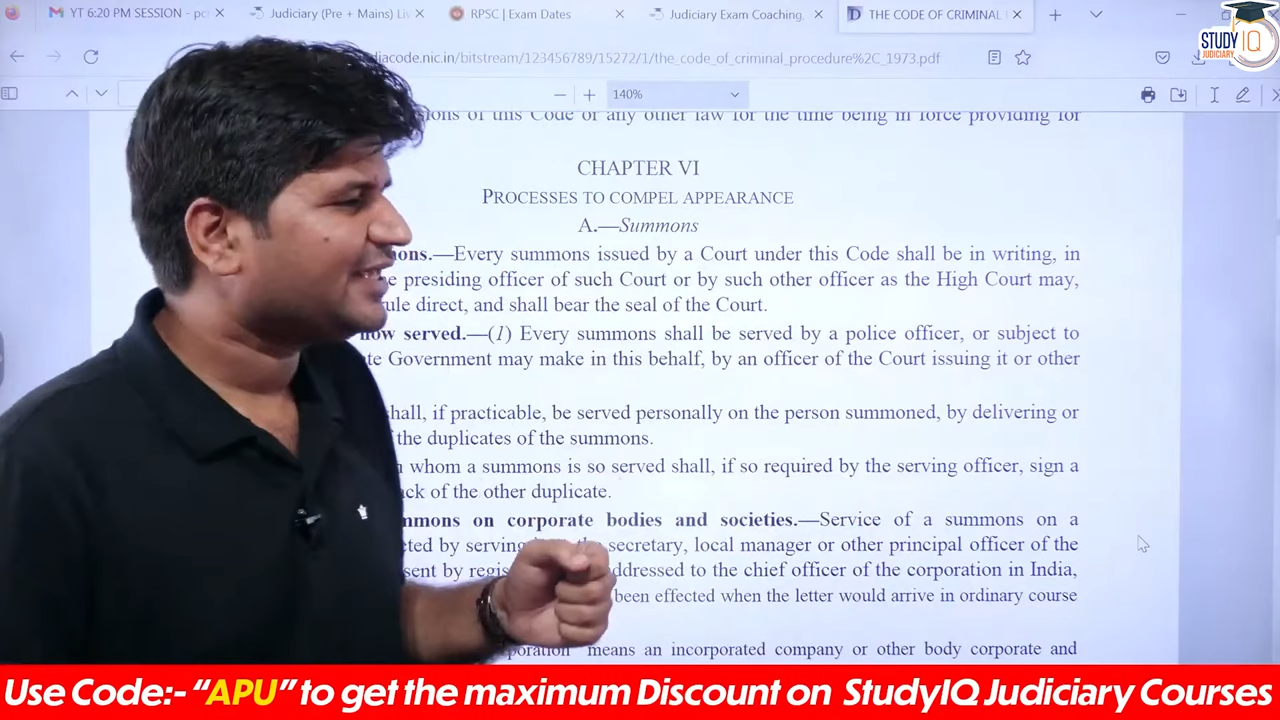 YT 6:20 PM SESSION - pc
Judiciary (Pre + Mains) Li
RPSC | Exam Dates
Judiciary Exam Coaching,
THE CODE OF CRIMINAL
diacode.nic.in/bitstream/123456789/15272/1/the_code_of_criminal_procedure%2C_1973.pdf
STUDY IQ
JUDICIARY
140%
of this Code or any other law for the time being in force providing for
CHAPTER VI
PROCESSES TO COMPEL APPEARANCE
A.—Summons
ons.—Every summons issued by a Court under this Code shall be in writing, in
presiding officer of such Court or by such other officer as the High Court may,
rule direct, and shall bear the seal of the Court.
how served.—(1) Every summons shall be served by a police officer, or subject to
te Government may make in this behalf, by an officer of the Court issuing it or other
hall, if practicable, be served personally on the person summoned, by delivering or
the duplicates of the summons.
whom a summons is so served shall, if so required by the serving officer, sign a
ack of the other duplicate.
mmons on corporate bodies and societies.—Service of a summons on a
cted by serving secretary, local manager or other principal officer of the
sent by regis addressed to the chief officer of the corporation in India,
been effected when the letter would arrive in ordinary course
poration" means an incorporated company or other body corporate and
Use Code:- “APU” to get the maximum Discount on StudyIQ Judiciary Courses